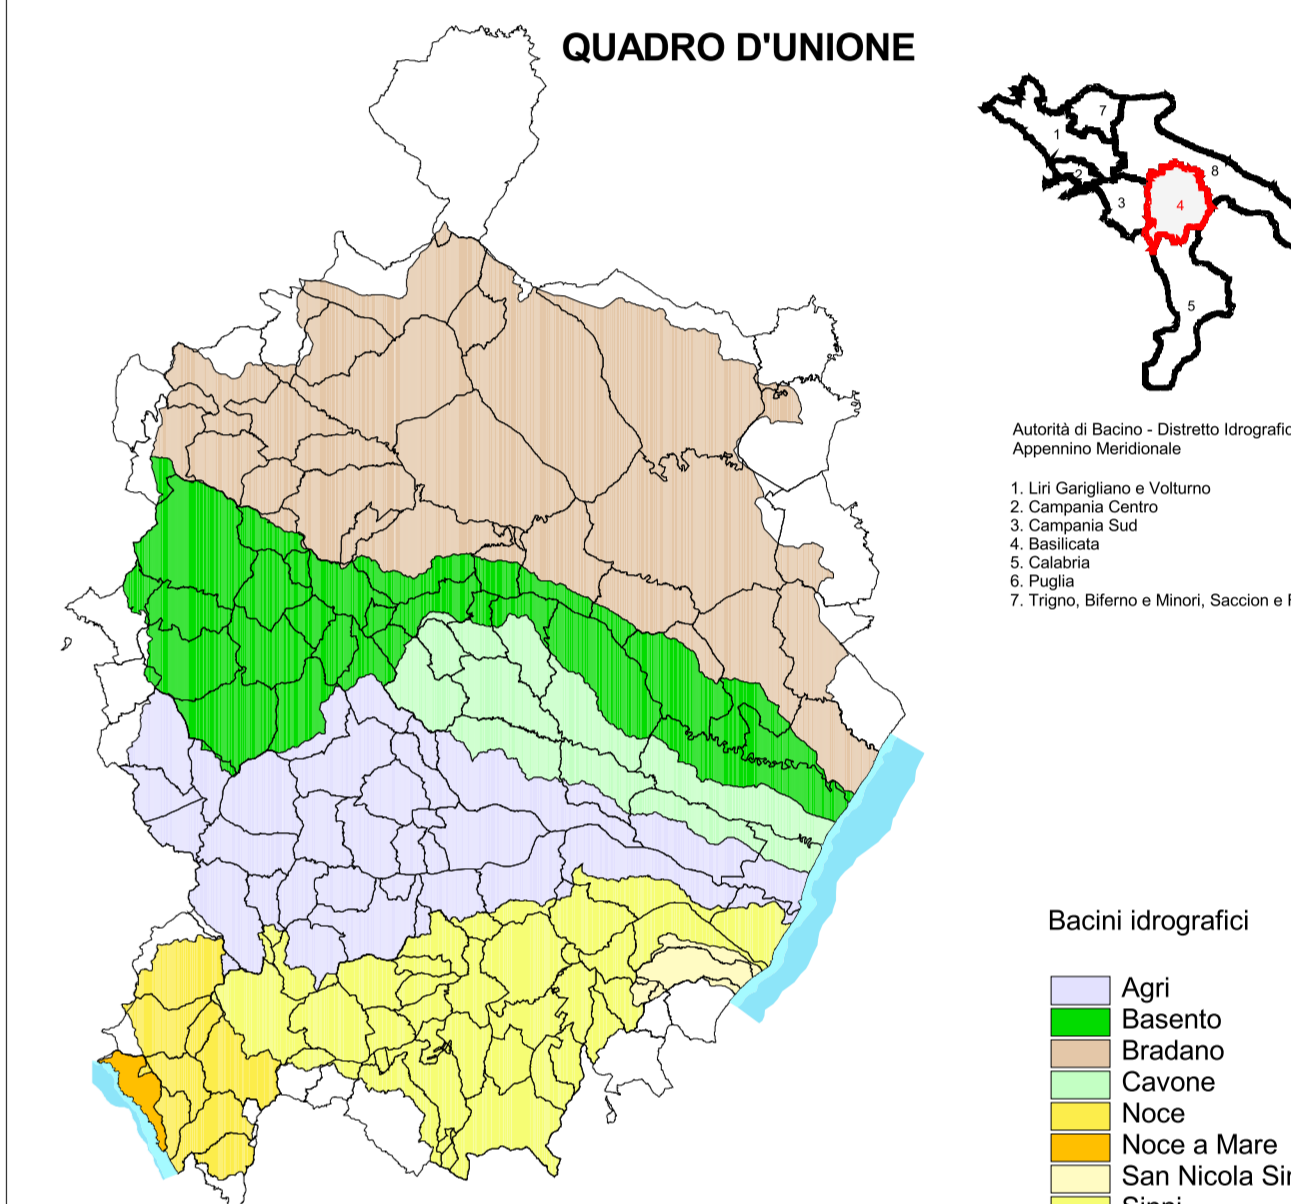 QUADRO D'UNIONE
7
1
2
8
3
4
5
Autorità di Bacino - Distretto
Appennino Meridionale
1. Liri Garigliano e Volturno
2. Campania Centro
3. Campania Sud
4. Basilicata
5. Calabria
6. Puglia
7. Trigno, Biferno e Minori, Saccion e
Bacini idrografici
Agri
Basento
Bradano
Cavone
Noce
Noce a Mare
San Nicola
Sinni